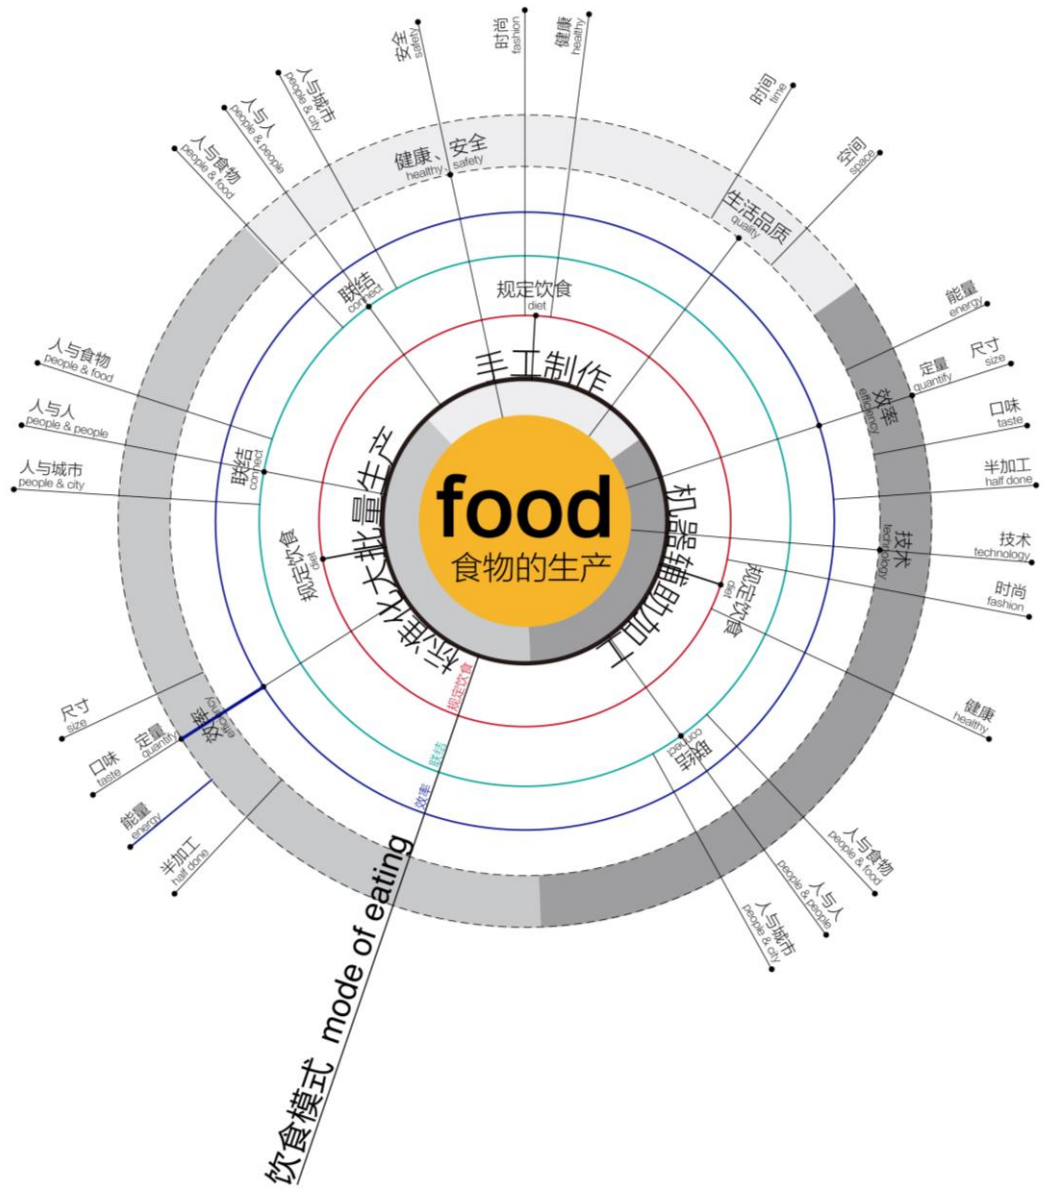 安全
safety
时尚
fashion
健康
healthy
人与城市
people & city
人与人
people & people
人与食物
people & food
时间
time
空间
space
健康、安全
healthy、safety
生活品质
quality
联结
connect
规定饮食
diet
手工制作
能量
energy
尺寸
size
定量
quantify
效率
efficiency
口味
taste
半加工
half done
技术
technology
技术
technology
时尚
fashion
健康
healthy
人与食物
people & food
人与人
people & people
人与城市
people & city
联结
connect
规定饮食
diet
标准化大批量生产
food
食物的生产
机器辅助加工
规定饮食
diet
联结
connect
人与食物
people & food
人与人
people & people
人与城市
people & city
尺寸
size
定量
quantify
效率
efficiency
口味
taste
能量
energy
半加工
half done
规定饮食
联结
效率
饮食模式 mode of eating